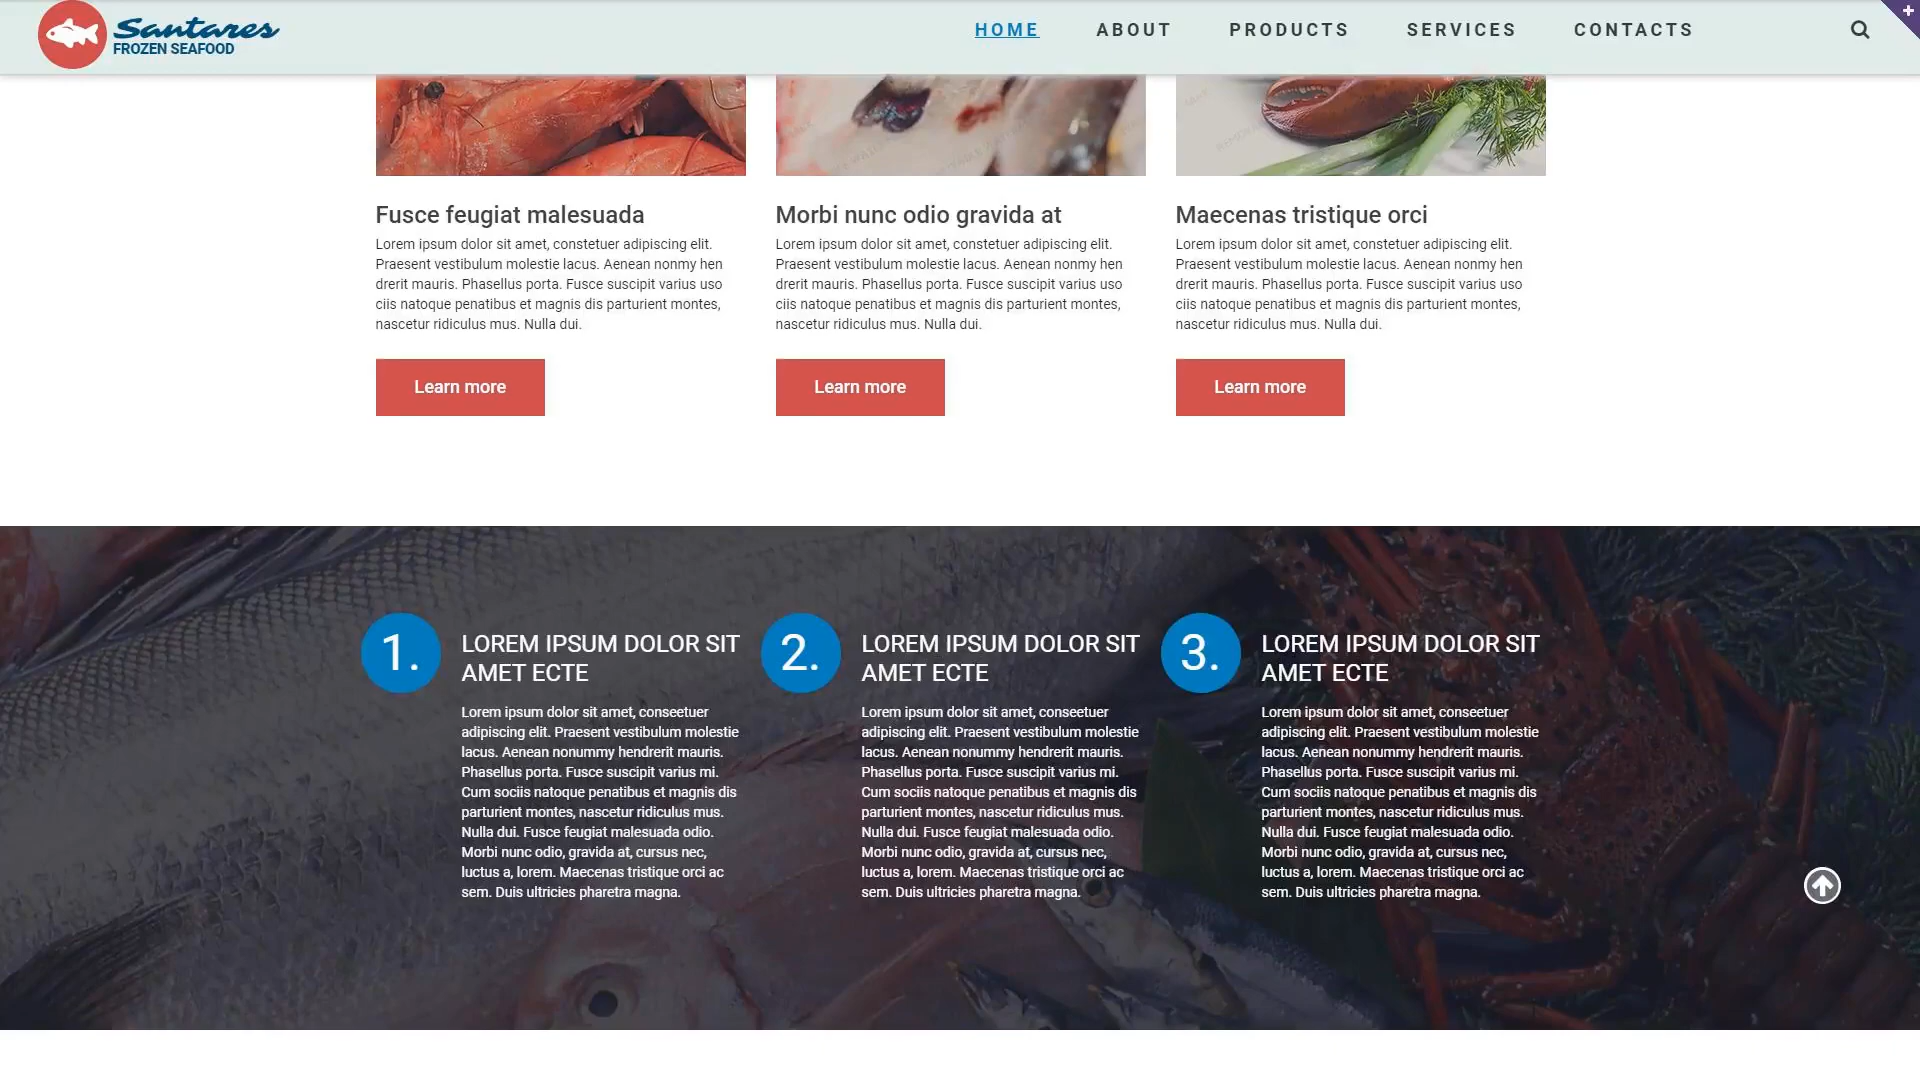 Santares
FROZEN SEAFOOD
HOME ABOUT PRODUCTS SERVICES CONTACTS
Fusce feugiat malesuada
Lorem ipsum dolor sit amet, constetuer adipiscing elit.
Praesent vestibulum molestie lacus. Aenean nonmy hen
drerit mauris. Phasellus porta. Fusce suscipit varius uso
ciis natoque penatibus et magnis dis parturient montes,
nascetur ridiculus mus. Nulla dui.
Learn more
Morbi nunc odio gravida at
Lorem ipsum dolor sit amet, constetuer adipiscing elit.
Praesent vestibulum molestie lacus. Aenean nonmy hen
drerit mauris. Phasellus porta. Fusce suscipit varius uso
ciis natoque penatibus et magnis dis parturient montes,
nascetur ridiculus mus. Nulla dui.
Learn more
Maecenas tristique orci
Lorem ipsum dolor sit amet, constetuer adipiscing elit.
Praesent vestibulum molestie lacus. Aenean nonmy hen
drerit mauris. Phasellus porta. Fusce suscipit varius uso
ciis natoque penatibus et magnis dis parturient montes,
nascetur ridiculus mus. Nulla dui.
Learn more
1.
LOREM IPSUM DOLOR SIT
AMET ECTE
Lorem ipsum dolor sit amet, conseetuer
adipiscing elit. Praesent vestibulum molestie
lacus. Aenean nonummy hendrerit mauris.
Phasellus porta. Fusce suscipit varius mi.
Cum sociis natoque penatibus et magnis dis
parturient montes, nascetur ridiculus mus.
Nulla dui. Fusce feugiat malesuada odio.
Morbi nunc odio, gravida at, cursus nec,
luctus a, lorem. Maecenas tristique orci ac
sem. Duis ultricies pharetra magna.
2.
LOREM IPSUM DOLOR SIT
AMET ECTE
Lorem ipsum dolor sit amet, conseetuer
adipiscing elit. Praesent vestibulum molestie
lacus. Aenean nonummy hendrerit mauris.
Phasellus porta. Fusce suscipit varius mi.
Cum sociis natoque penatibus et magnis dis
parturient montes, nascetur ridiculus mus.
Nulla dui. Fusce feugiat malesuada odio.
Morbi nunc odio, gravida at, cursus nec,
luctus a, lorem. Maecenas tristique orci ac
sem. Duis ultricies pharetra magna.
3.
LOREM IPSUM DOLOR SIT
AMET ECTE
Lorem ipsum dolor sit amet, conseetuer
adipiscing elit. Praesent vestibulum molestie
lacus. Aenean nonummy hendrerit mauris.
Phasellus porta. Fusce suscipit varius mi.
Cum sociis natoque penatibus et magnis dis
parturient montes, nascetur ridiculus mus.
Nulla dui. Fusce feugiat malesuada odio.
Morbi nunc odio, gravida at, cursus nec,
luctus a, lorem. Maecenas tristique orci ac
sem. Duis ultricies pharetra magna.